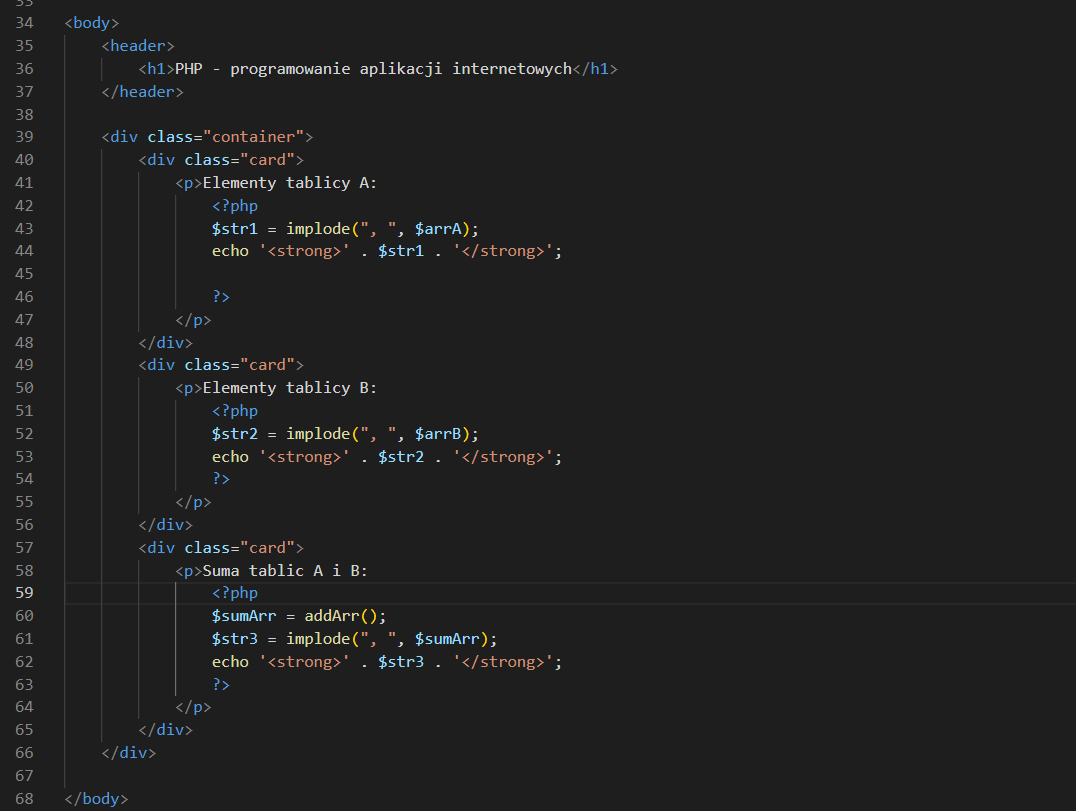 33
34 <body>
35 <header>
36 <h1>PHP - programowanie aplikacji internetowych</h1>
37 </header>
38
39 <div class="container">
40 <div class="card">
41 <p>Elementy tablicy A:
42 <?php
43 $str1 = implode(", ", $arrA);
44 echo '<strong>' . $str1 . '</strong>';
45
46 ?>
47 </p>
48 </div>
49 <div class="card">
50 <p>Elementy tablicy B:
51 <?php
52 $str2 = implode(", ", $arrB);
53 echo '<strong>' . $str2 . '</strong>';
54 ?>
55 </p>
56 </div>
57 <div class="card">
58 <p>Suma tablic A i B:
59 <?php
60 $sumArr = addArr();
61 $str3 = implode(", ", $sumArr);
62 echo '<strong>' . $str3 . '</strong>';
63 ?>
64 </p>
65 </div>
66 </div>
67
68 </body>